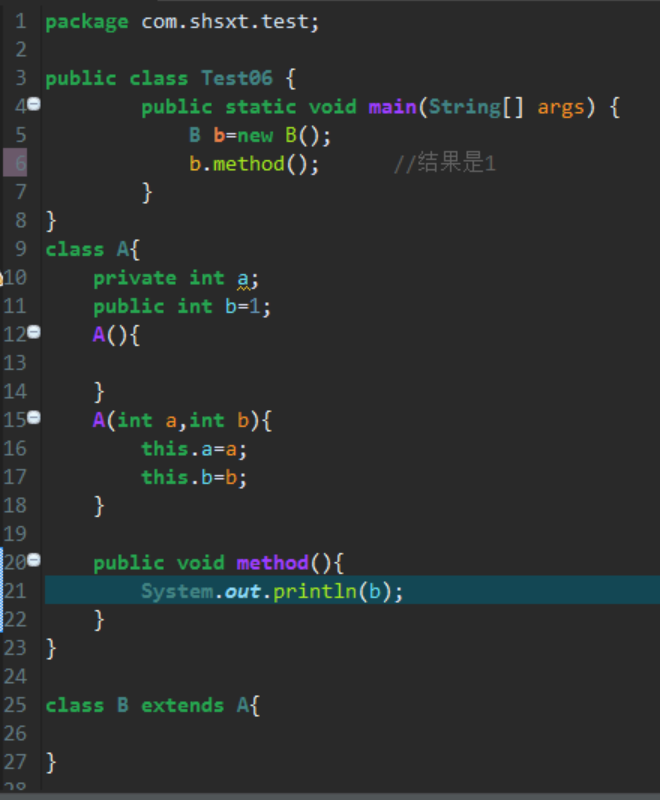 1 package com.shsxt.test;
2
3 public class Test06 {
4 public static void main(String[] args) {
5 B b=new B();
6 b.method(); //结果是1
7 }
8 }
9 class A{
10 private int a;
11 public int b=1;
12 A(){
13
14 }
15 A(int a,int b){
16 this.a=a;
17 this.b=b;
18 }
19
20 public void method(){
21 System.out.println(b);
22 }
23 }
24
25 class B extends A{
26
27 }
28